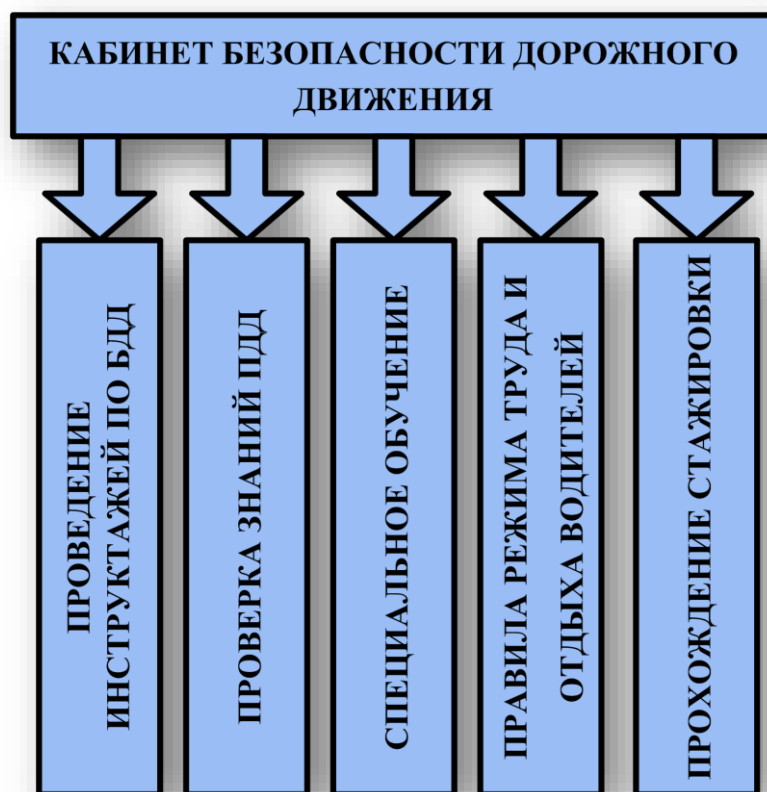 КАБИНЕТ БЕЗОПАСНОСТИ ДОРОЖНОГО
ДВИЖЕНИЯ
ПРОВЕДЕНИЕ
ИНСТРУКТАЖЕЙ ПО БДД
ПРОВЕРКА ЗНАНИЙ ПДД
СПЕЦИАЛЬНОЕ ОБУЧЕНИЕ
ПРАВИЛА РЕЖИМА ТРУДА И
ОТДЫХА ВОДИТЕЛЕЙ
ПРОХОЖДЕНИЕ СТАЖИРОВКИ